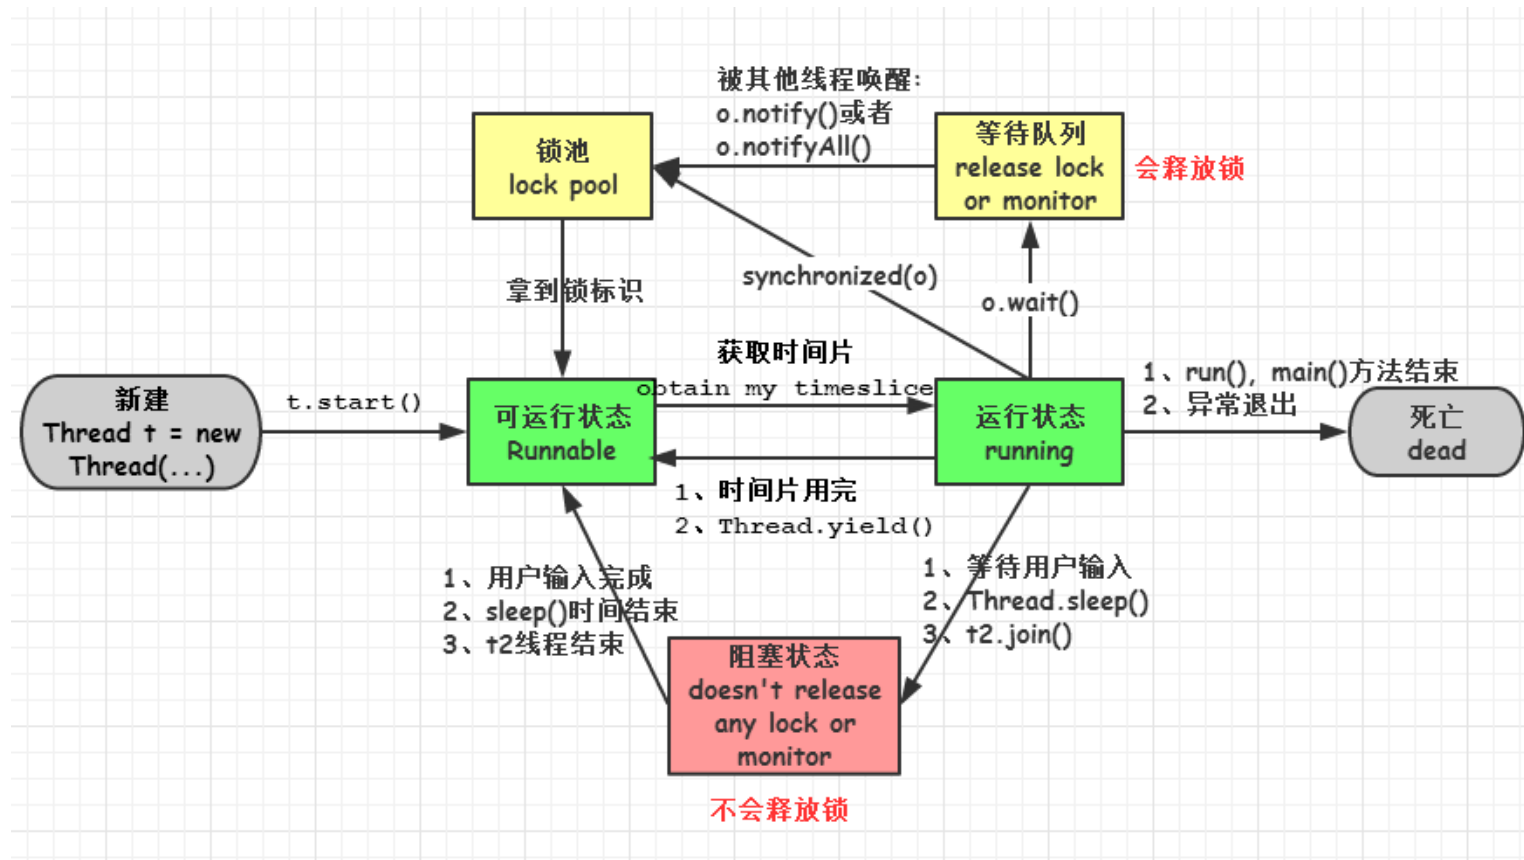 被其他线程唤醒:
o.notify()或者
o.notifyAll()
锁池
lock pool
等待队列
release lock
or monitor
会释放锁
拿到锁标识
synchronized(o)
o.wait()
新建
Thread t = new
Thread(...)
t.start()
可运行状态
Runnable
获取时间片
obtain my timeslice
运行状态
running
1、run(), main()方法结束
2、异常退出
死亡
dead
1、时间片用完
2、Thread.yield()
1、用户输入完成
2、sleep()时间结束
3、t2线程结束
1、等待用户输入
2、Thread.sleep()
3、t2.join()
阻塞状态
doesn't release
any lock or
monitor
不会释放锁